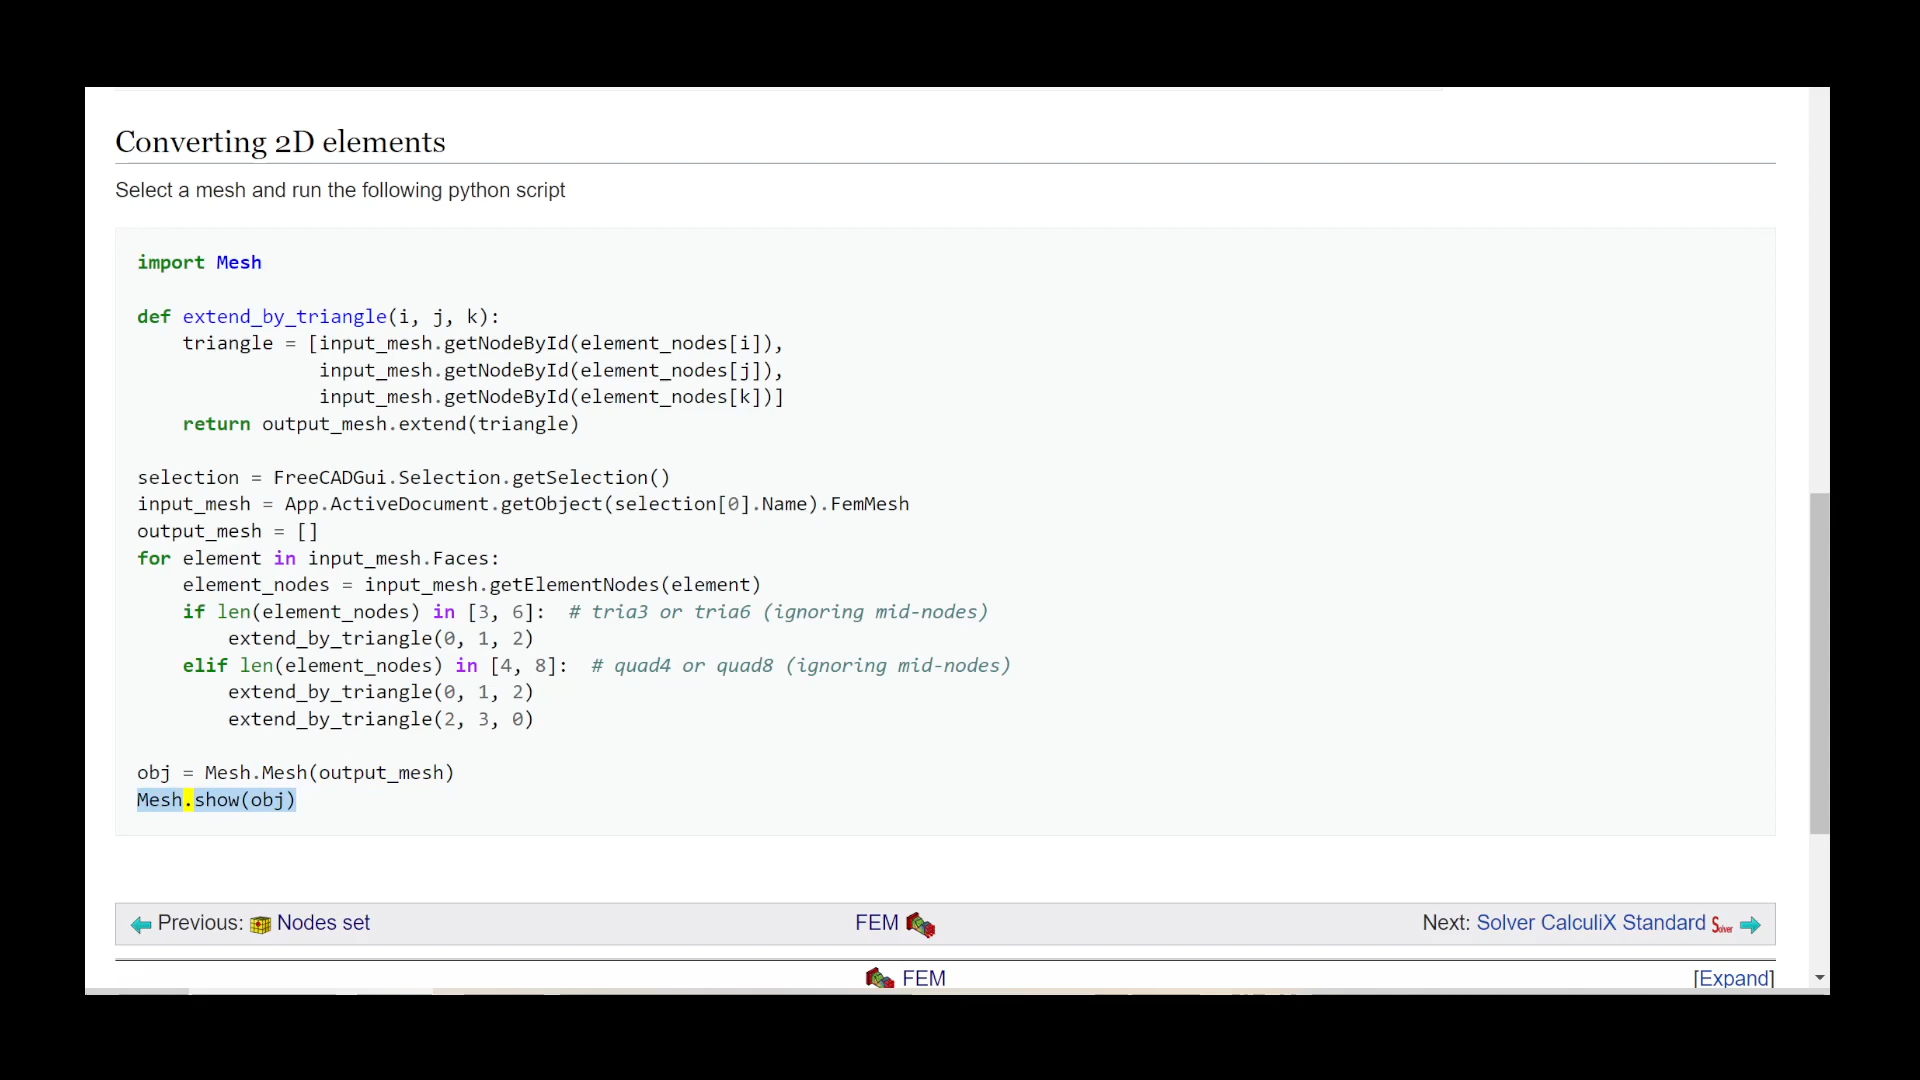 Converting 2D elements
Select a mesh and run the following python script
import Mesh
def extend_by_triangle(i, j, k):
    triangle = [input_mesh.getNodeById(element_nodes[i]),
                input_mesh.getNodeById(element_nodes[j]),
                input_mesh.getNodeById(element_nodes[k])]
    return output_mesh.extend(triangle)
selection = FreeCADGui.Selection.getSelection()
input_mesh = App.ActiveDocument.getObject(selection[0].Name).FemMesh
output_mesh = []
for element in input_mesh.Faces:
    element_nodes = input_mesh.getElementNodes(element)
    if len(element_nodes) in [3, 6]:  # tria3 or tria6 (ignoring mid-nodes)
        extend_by_triangle(0, 1, 2)
    elif len(element_nodes) in [4, 8]:  # quad4 or quad8 (ignoring mid-nodes)
        extend_by_triangle(0, 1, 2)
        extend_by_triangle(2, 3, 0)
obj = Mesh.Mesh(output_mesh)
Mesh.show(obj)
Previous: Nodes set FEM Next: Solver CalculiX Standard Solver
FEM [Expand]